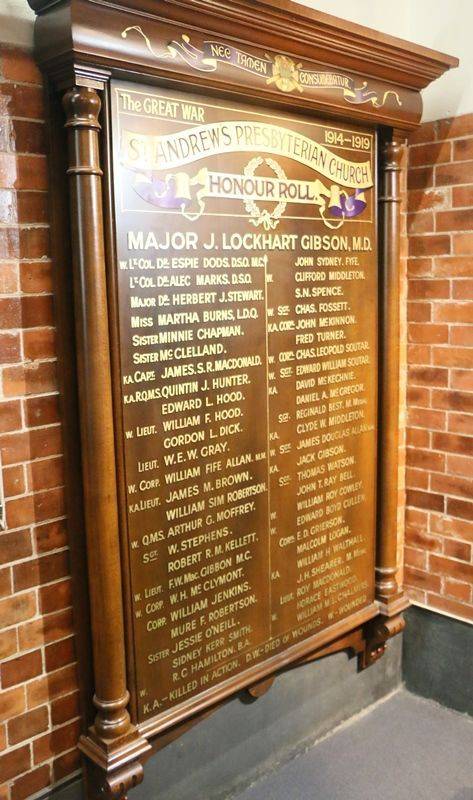 NEC TAMEN CONSUMEBATUR
The GREAT WAR 1914-1919
ST ANDREWS PRESBYTERIAN CHURCH
HONOUR ROLL.
MAJOR J. LOCKHART GIBSON, M.D.
W. LT COL. DR ESPIE DODS. D.S.O. M.C.
LT COL. DR ALEC MARKS. D.S.O.
MAJOR DR HERBERT J. STEWART.
MISS MARTHA BURNS, L.D.Q.
SISTER MINNIE CHAPMAN.
SISTER MCCLELLAND.
K.A. CAPT. JAMES. S. R. MACDONALD.
K.A. R.Q.M.S. QUINTIN J. HUNTER.
EDWARD L. HOOD.
W. LIEUT. WILLIAM F. HOOD.
GORDON L. DICK.
LIEUT. W. E. W. GRAY.
W. CORP. WILLIAM FIFE ALLAN. M.M.
K.A. LIEUT. JAMES M. BROWN.
WILLIAM SIM ROBERTSON.
W. Q.M.S. ARTHUR G. MOFFREY.
SGT. W. STEPHENS.
ROBERT R. M. KELLETT.
W. LIEUT. F. W. MAC. GIBBON M.C.
W. CORP. W. H. MCCLYMONT.
CORP. WILLIAM JENKINS.
MURE F. ROBERTSON.
SISTER JESSIE O'NEILL.
SIDNEY KERR SMITH.
W. R. C. HAMILTON. B.A.
JOHN SYDNEY. FYFE.
W. CLIFFORD MIDDLETON.
S. N. SPENCE.
W. SGT. CHAS. FOSSETT.
K.A. CORP. JOHN MCKINNON.
FRED TURNER.
W. CORP. CHAS. LEOPOLD SOUTAR.
W. SGT. EDWARD WILLIAM SOUTAR.
W. DAVID MCKECHNIE.
K.A. DANIEL A. MCGREGOR.
SGT. REGINALD BEST. M. MEDAL
CLYDE W. MIDDLETON.
K.A. JAMES DOUGLAS ALLAN
W. SGT. JACK GIBSON.
K.A. THOMAS WATSON.
SGT. JOHN T. RAY BELL.
WILLIAM ROY COWLEY.
W. EDWARD BOYD CULLEN.
W. CORP. E. D. GRIERSON.
MALCOLM LOGAN.
WILLIAM H. WALTHALL.
K.A. J. H. SHEARER. M. MEDAL
LIEUT. ROY MACDONALD.
HORACE EASTWOOD.
W. WILLIAM M. S. CHALMERS.
K.A.-KILLED IN ACTION. D.W.-DIED OF WOUNDS. W.-WOUNDED.